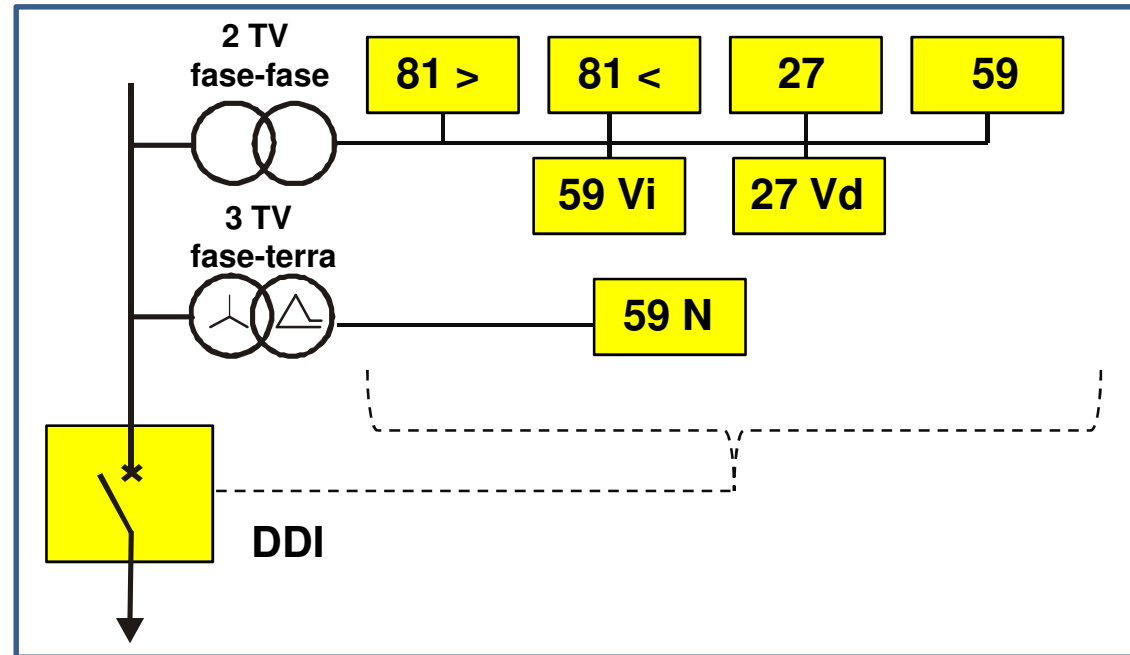 2 TV
fase-fase
81 >
81 <
27
59
59 Vi
27 Vd
3 TV
fase-terra
59 N
DDI